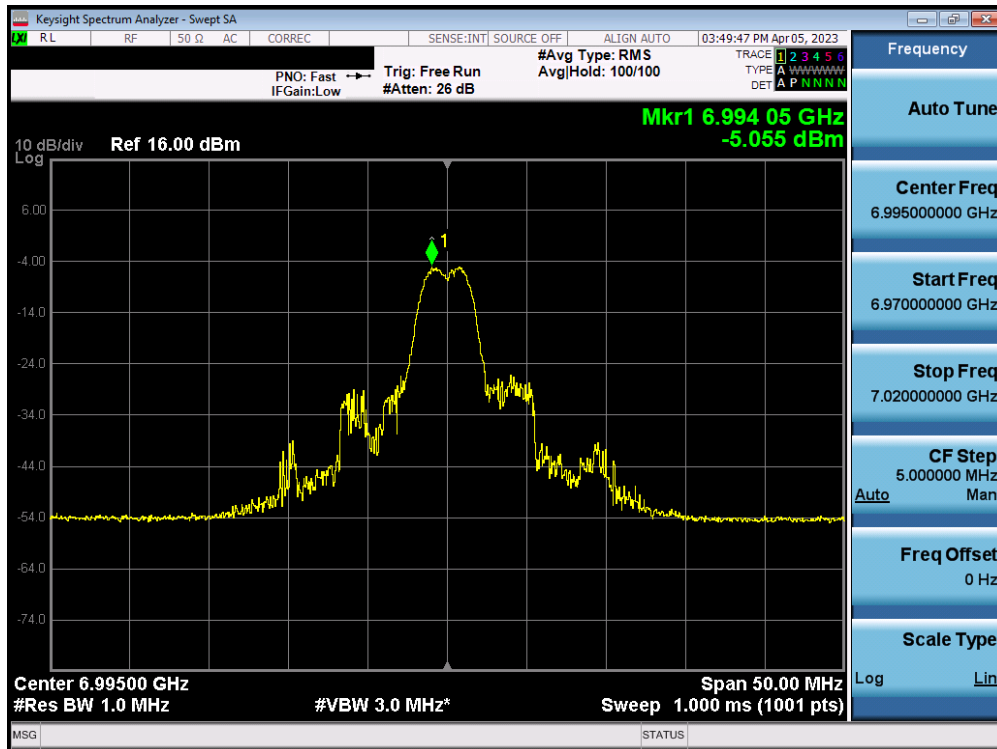 Keysight Spectrum Analyzer - Swept SA
LXI RL RF 50 Ω AC CORREC SENSE:INT SOURCE OFF ALIGN AUTO 03:49:47 PM Apr 05, 2023
Frequency
PNO: Fast
IFGain:Low
Trig: Free Run
#Atten: 26 dB
#Avg Type: RMS
Avg|Hold: 100/100
TRACE 1 2 3 4 5 6
TYPE A WWWWW
DET A P N N N N
Mkr1 6.994 05 GHz
-5.055 dBm
10 dB/div
Log
Ref 16.00 dBm
6.00
-4.00
-14.0
-24.0
-34.0
-44.0
-54.0
-64.0
-74.0
1
Center 6.99500 GHz
Span 50.00 MHz
#Res BW 1.0 MHz
#VBW 3.0 MHz*
Sweep 1.000 ms (1001 pts)
Auto Tune
Center Freq
6.995000000 GHz
Start Freq
6.970000000 GHz
Stop Freq
7.020000000 GHz
CF Step
5.000000 MHz
Auto Man
Freq Offset
0 Hz
Scale Type
Log Lin
MSG
STATUS